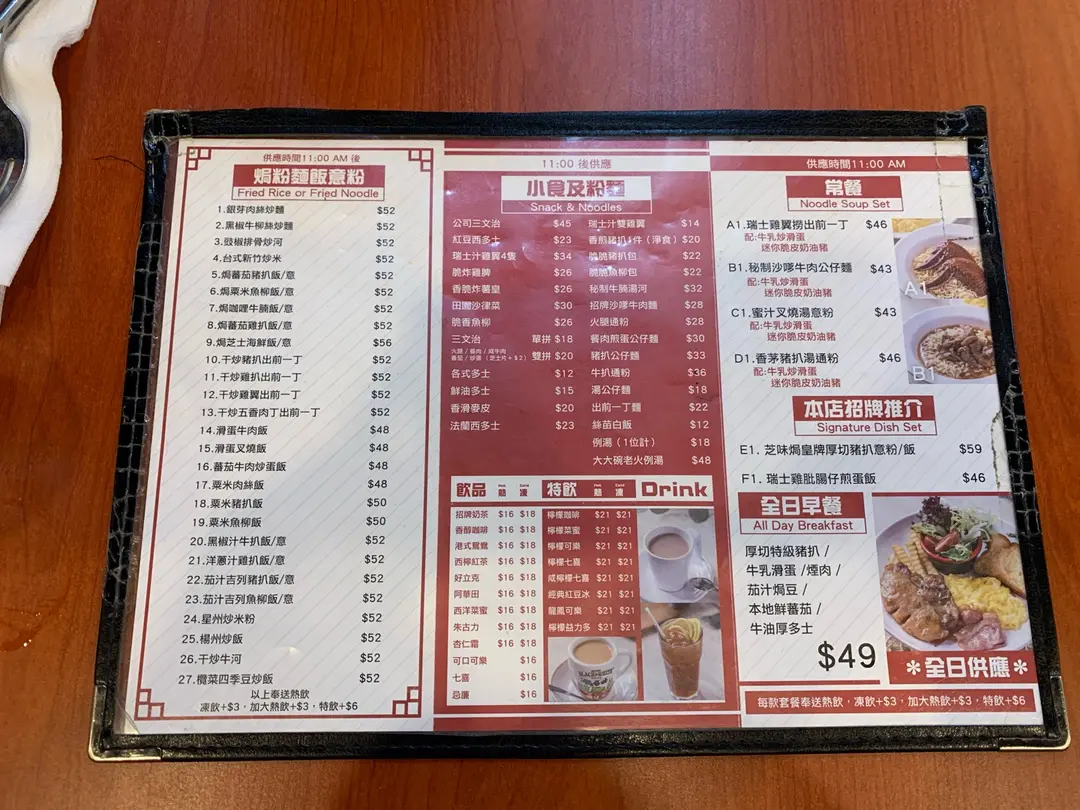 供應時間11:00 AM 後
焗粉麵飯意粉
Fried Rice or Fried Noodle
1.銀芽肉絲炒麵 $52
2.黑椒牛柳絲炒麵 $52
3.豉椒排骨炒河 $52
4.台式新竹炒米 $52
5.焗蕃茄豬扒飯/意 $52
6.焗粟米魚柳飯/意 $52
7.焗咖喱牛腩飯/意 $52
8.焗蕃茄雞扒飯/意 $52
9.焗芝士海鮮飯/意 $56
10.干炒豬扒出前一丁 $52
11.干炒雞扒出前一丁 $52
12.干炒雞翼出前一丁 $52
13.干炒五香肉丁出前一丁 $52
14.滑蛋牛肉飯 $48
15.滑蛋叉燒飯 $48
16.蕃茄牛肉炒蛋飯 $48
17.粟米肉絲飯 $48
18.粟米豬扒飯 $50
19.粟米魚柳飯 $50
20.黑椒汁牛扒飯/意 $52
21.洋蔥汁雞扒飯/意 $52
22.茄汁吉列豬扒飯/意 $52
23.茄汁吉列魚柳飯/意 $52
24.星州炒米粉 $52
25.楊州炒飯 $52
26.干炒牛河 $52
27.欖菜四季豆炒飯 $52
以上奉送熱飲
凍飲+$3，加大熱飲+$3，特飲+$6
11:00 後供應
小食及粉麵
Snack & Noodles
公司三文治 $45
紅豆西多士 $23
瑞士汁雞翼4隻 $34
脆炸雞脾 $26
香脆炸薯皇 $26
田園沙律菜 $30
脆香魚柳 $26
三文治 單拼 $18
火腿 / 餐肉 / 咸牛肉
番茄 / 炒蛋（芝士片 + $2） 雙拼 $20
各式多士 $12
鮮油多士 $15
香滑麥皮 $20
法蘭西多士 $23
瑞士汁雙雞翼 $14
香煎豬扒1件（淨食）$20
脆脆豬扒包 $22
脆脆魚柳包 $22
秘制牛腩湯河 $32
招牌沙嗲牛肉麵 $28
火腿通粉 $28
餐肉煎蛋公仔麵 $30
豬扒公仔麵 $33
牛扒通粉 $36
湯公仔麵 $18
出前一丁麵 $22
絲苗白飯 $12
例湯（1位計） $18
大大碗老火例湯 $48
飲品 Hot 熱 Cold 凍 特飲 Hot 熱 Cold 凍 Drink
招牌奶茶 $16 $18
香醇咖啡 $16 $18
港式鴛鴦 $16 $18
西檸紅茶 $16 $18
好立克 $16 $18
阿華田 $16 $18
西洋菜蜜 $16 $18
朱古力 $16 $18
杏仁霜 $16 $18
可口可樂 $16
七喜 $16
忌廉 $16
檸檬咖啡 $21 $21
檸檬菜蜜 $21 $21
檸檬可樂 $21 $21
檸檬七喜 $21 $21
咸檸檬七喜 $21 $21
經典紅豆冰 $21 $21
龍鳳可樂 $21 $21
檸檬益力多 $21 $21
供應時間11:00 AM
常餐
Noodle Soup Set
A1.瑞士雞翼撈出前一丁 $46
配:牛乳炒滑蛋
迷你脆皮奶油豬
B1.秘制沙嗲牛肉公仔麵 $43
配:牛乳炒滑蛋
迷你脆皮奶油豬
C1.蜜汁叉燒湯意粉 $43
配:牛乳炒滑蛋
迷你脆皮奶油豬
D1.香茅豬扒湯通粉 $46
配:牛乳炒滑蛋
迷你脆皮奶油豬
A1
B1
本店招牌推介
Signature Dish Set
E1. 芝味焗皇牌厚切豬扒意粉/飯 $59
F1. 瑞士雞肶腸仔煎蛋飯 $46
全日早餐
All Day Breakfast
厚切特級豬扒 /
牛乳滑蛋 /煙肉 /
茄汁焗豆 /
本地鮮蕃茄 /
牛油厚多士
$49
*全日供應*
每款套餐奉送熱飲，凍飲+$3，加大熱飲+$3，特飲+$6